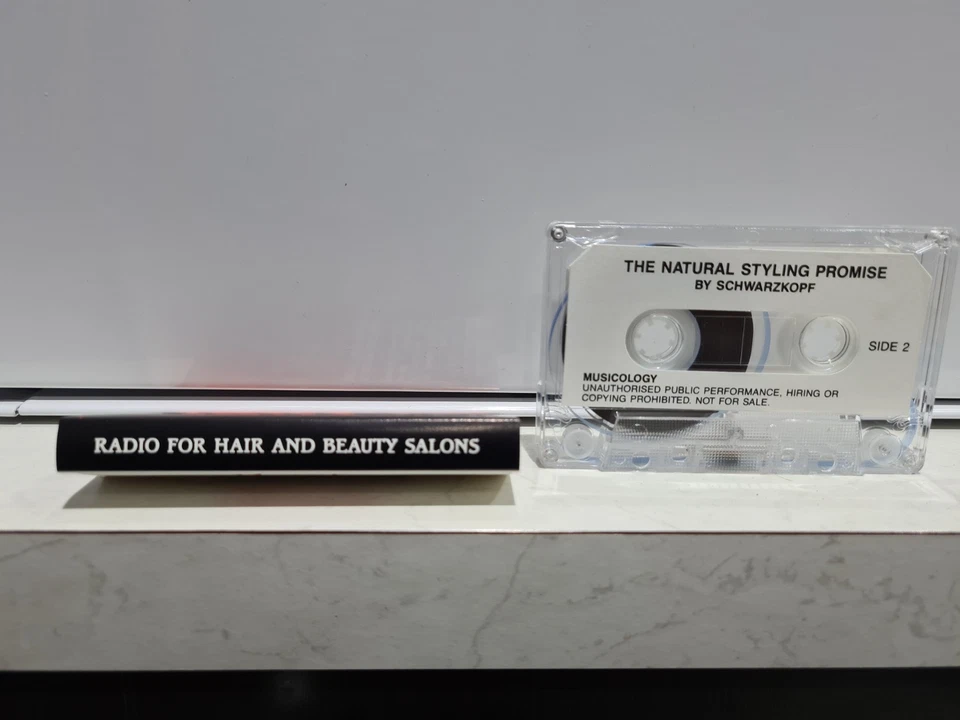 RADIO FOR HAIR AND BEAUTY SALONS
THE NATURAL STYLING PROMISE
BY SCHWARZKOPF
SIDE 2
MUSICOLOGY
UNAUTHORISED PUBLIC PERFORMANCE, HIRING OR
COPYING PROHIBITED. NOT FOR SALE.